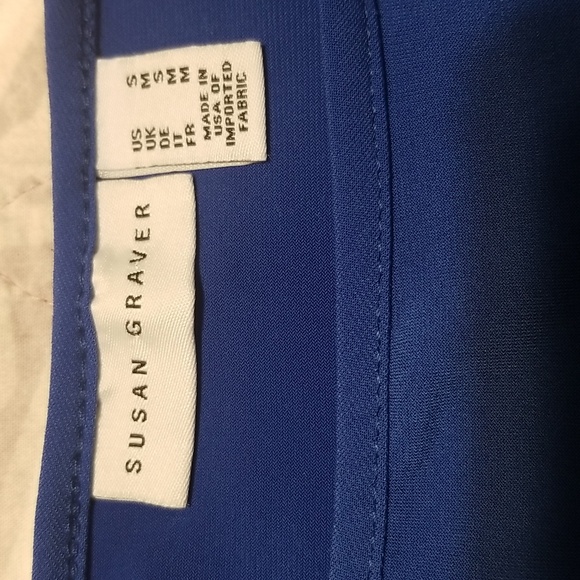 SUSAN GRAVER
US S
UK M
DE S
IT M
FR M
MADE IN
USA OF
IMPORTED
FABRIC